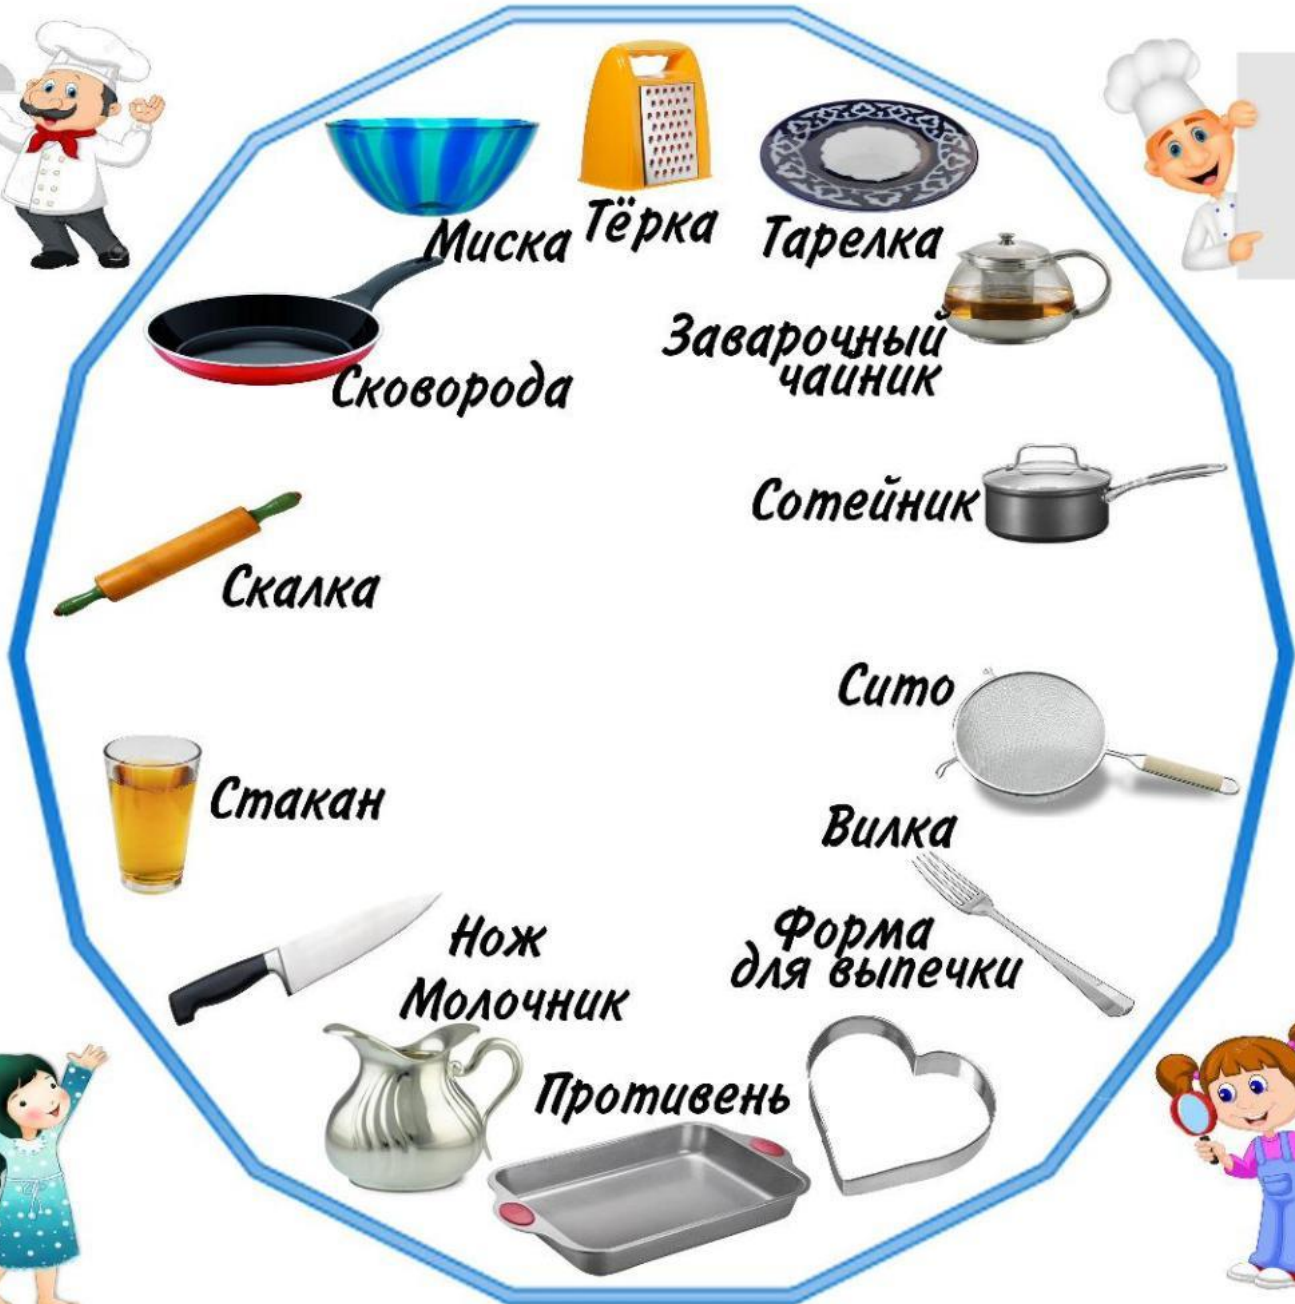 Миска
Тёрка
Тарелка
Заварочный
чайник
Сковорода
Сотейник
Скалка
Сито
Стакан
Вилка
Нож
Форма
для выпечки
Молочник
Противень